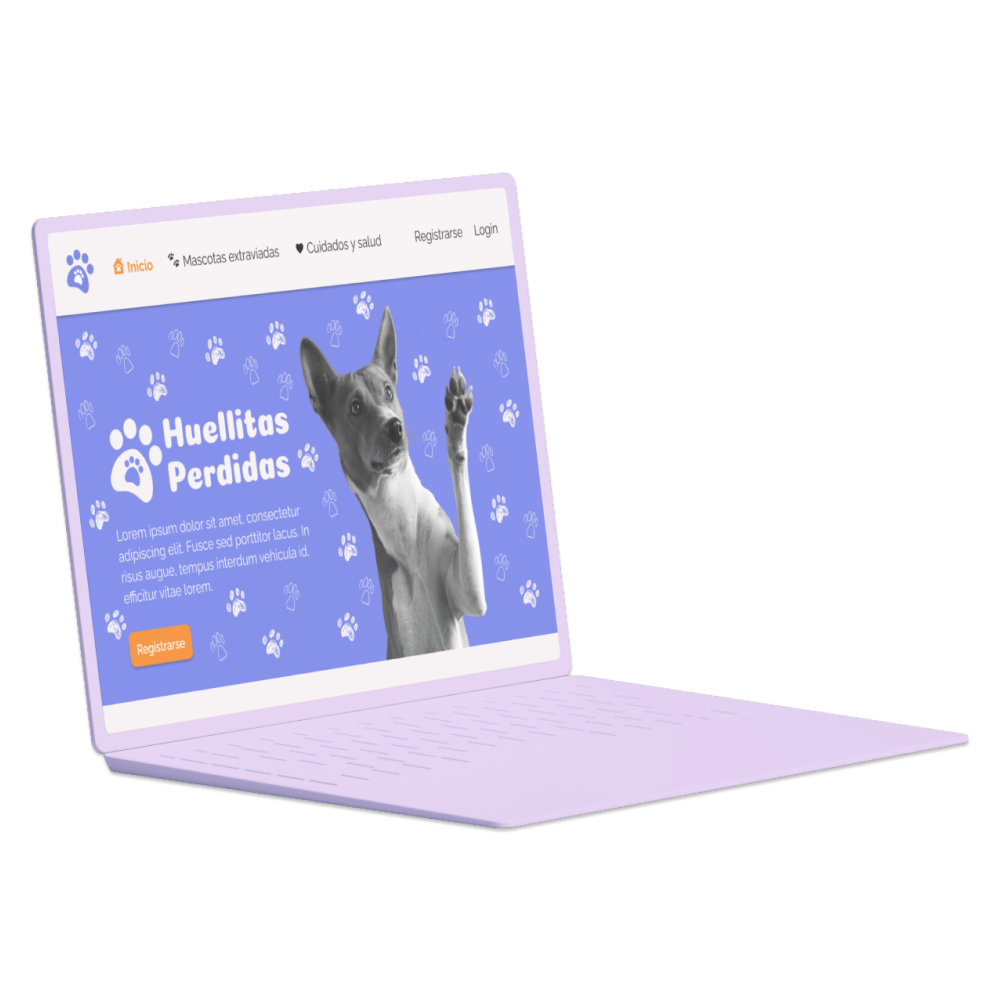 Inicio
Mascotas extraviadas
Cuidados y salud
Registrarse
Login
Huellitas
Perdidas
Lorem ipsum dolor sit amet, consectetur
adipiscing elit. Fusce sed porttitor lacus. In
risus augue, tempus interdum vehicula id,
efficitur vitae lorem.
Registrarse